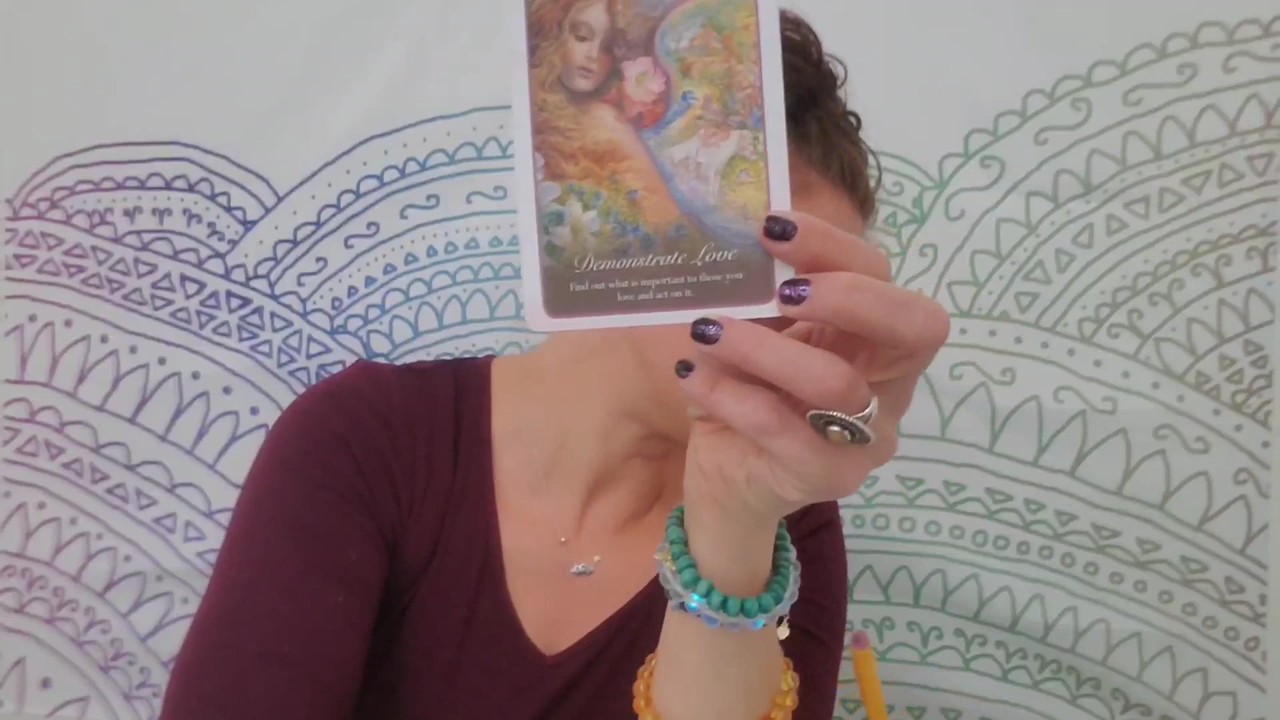 Demonstrate Love
Find out what is important to those you
love and act on it.